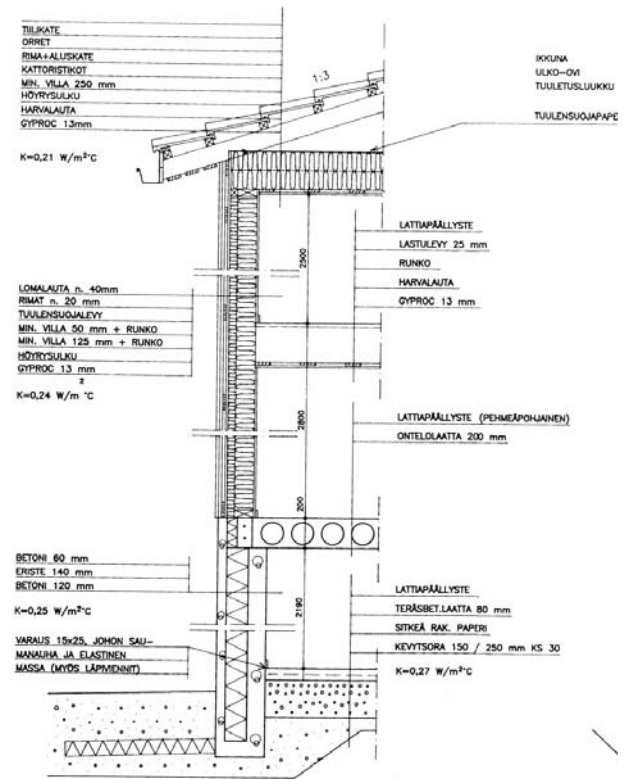 TIILIKATE
ORRET
RIMA+ALUSKATE
KATTORISTIKOT
MIN. VILLA 250 mm
HÖYRYSULKU
HARVALAUTA
GYPROC 13mm
K=0,21 W/m²°C
1:3
IKKUNA
ULKO-OVI
TUULETUSLUUKKU
TUULENSUOJAPAPE
LATTIAPÄÄLLYSTE
LASTULEVY 25 mm
RUNKO
HARVALAUTA
GYPROC 13 mm
2500
LOMALAUTA n. 40mm
RIMAT n. 20 mm
TUULENSUOJALEVY
MIN. VILLA 50 mm + RUNKO
MIN. VILLA 125 mm + RUNKO
HÖYRYSULKU
GYPROC 13 mm
K=0,24 W/m²°C
2800
LATTIAPÄÄLLYSTE (PEHMEÄPOHJAINEN)
ONTELOLAATTA 200 mm
200
BETONI 60 mm
ERISTE 140 mm
BETONI 120 mm
K=0,25 W/m²°C
2190
VARAUS 15x25, JOHON SAU-
MANAUHA JA ELASTINEN
MASSA (MYÖS LÄPIVIENNIT)
LATTIAPÄÄLLYSTE
TERÄSBET.LAATTA 80 mm
SITKEÄ RAK. PAPERI
KEVYTSORA 150 / 250 mm KS 30
K=0,27 W/m²°C